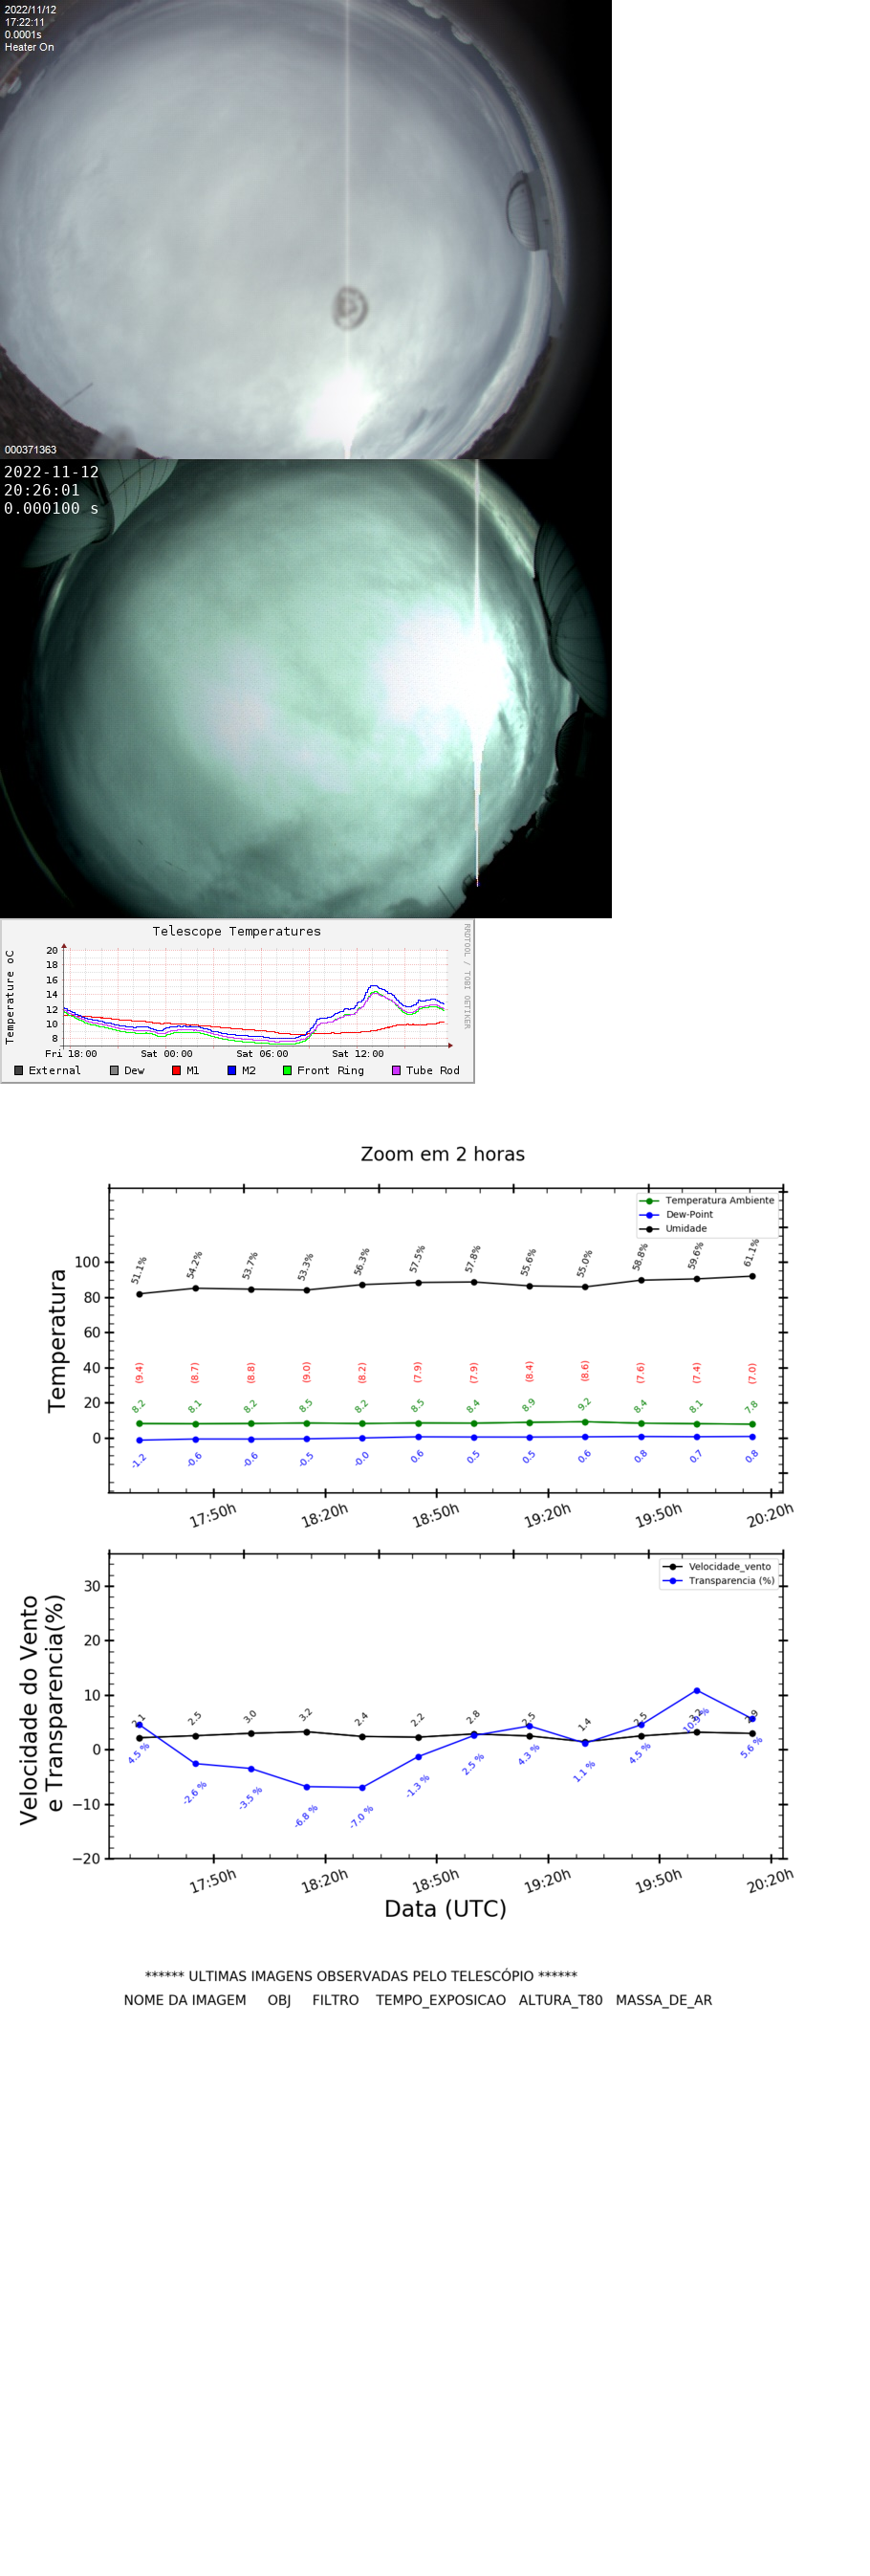 2022/11/12
17:22:11
0.0001s
Heater On
000371363
2022-11-12
20:26:01
0.000100 s
Telescope Temperatures
RRDTOOL / TOBI OETIKER
Temperature oC
20
18
16
14
12
10
8
Fri 18:00 Sat 00:00 Sat 06:00 Sat 12:00
External Dew M1 M2 Front Ring Tube Rod
Zoom em 2 horas
Temperatura Ambiente
Dew-Point
Umidade
Temperatura
100
80
60
40
20
0
51.1% 54.2% 53.7% 53.3% 56.3% 57.5% 57.8% 55.6% 55.0% 58.8% 59.6% 61.1%
(9.4) (8.7) (8.8) (9.0) (8.2) (7.9) (7.9) (8.4) (8.6) (7.6) (7.4) (7.0)
8.2 8.1 8.2 8.5 8.2 8.5 8.4 8.9 9.2 8.4 8.1 7.8
-1.2 -0.6 -0.6 -0.5 -0.0 0.6 0.5 0.5 0.6 0.8 0.7 0.8
17:50h 18:20h 18:50h 19:20h 19:50h 20:20h
Velocidade_vento
Transparencia (%)
Velocidade do Vento
e Transparencia(%)
30
20
10
0
−10
−20
2.1 2.5 3.0 3.2 2.4 2.2 2.8 2.5 1.4 2.5 3.2
4.5 % -2.6 % -3.5 % -6.8 % -7.0 % -1.3 % 2.5 % 4.3 % 1.1 % 4.5 % 10.9 % 5.6 %
17:50h 18:20h 18:50h 19:20h 19:50h 20:20h
Data (UTC)
****** ULTIMAS IMAGENS OBSERVADAS PELO TELESCÓPIO ******
NOME DA IMAGEM OBJ FILTRO TEMPO_EXPOSICAO ALTURA_T80 MASSA_DE_AR